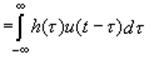 =∫_{-∞}^{∞} h(τ)u(t − τ)dτ